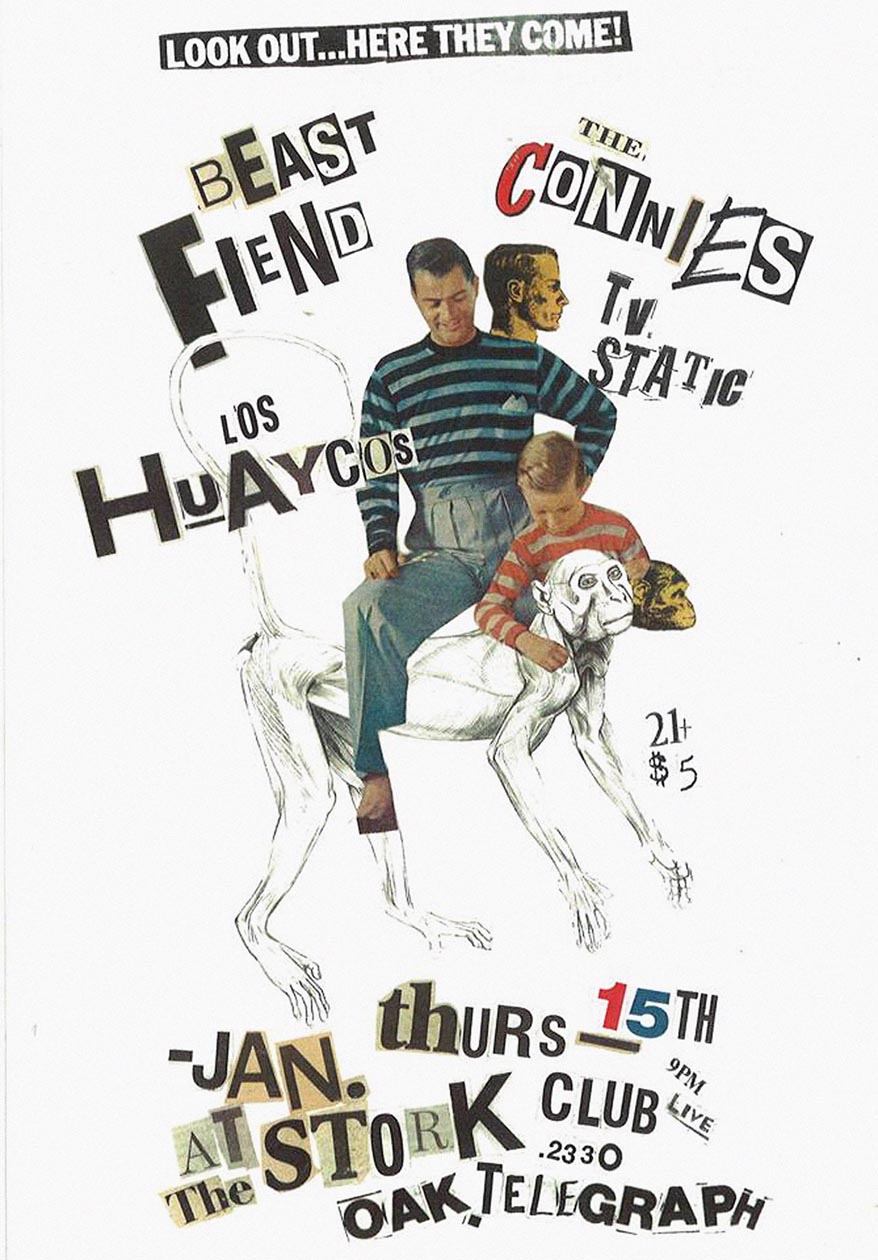 LOOK OUT...HERE THEY COME!
BEAST
FIEND
THE
CONNIES
T.V.
STATIC
LOS
HUAYCOS
21+
$5
thURS 15TH
-JAN.
9PM
LIVE
AT STORK CLUB
The
.2330
OAK. TELEGRAPH